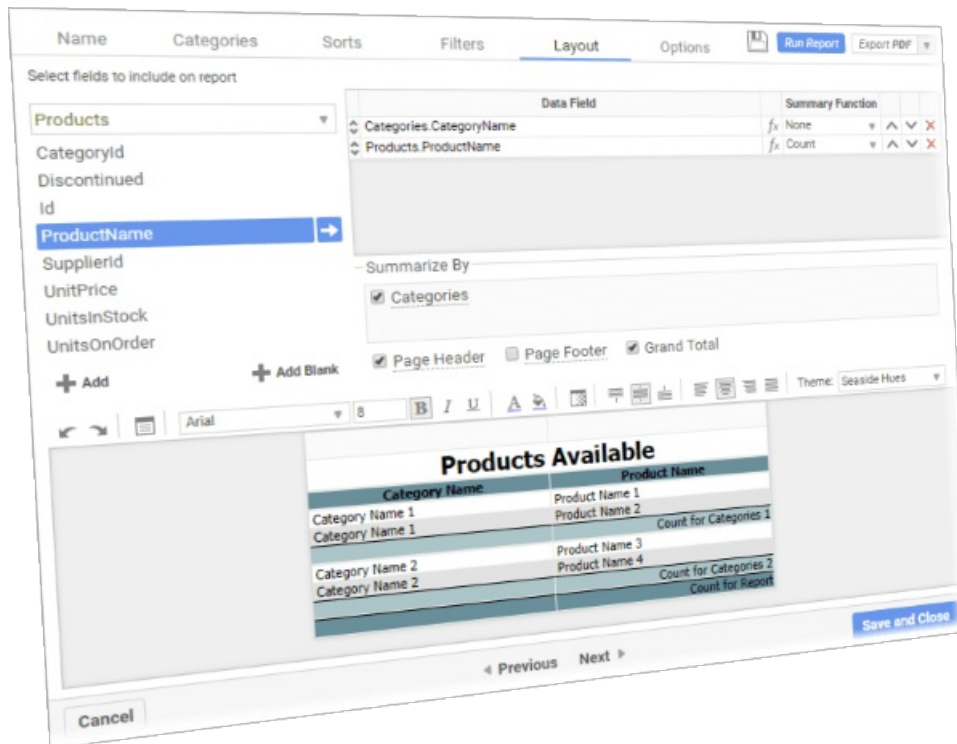 Name Categories Sorts Filters Layout Options Run Report Export PDF
Select fields to include on report
Products
CategoryId
Discontinued
Id
ProductName
SupplierId
UnitPrice
UnitsInStock
UnitsOnOrder
Add Add Blank
Data Field Summary Function
Categories.CategoryName fx None
Products.ProductName fx Count
Summarize By
Categories
Page Header Page Footer Grand Total
Arial 8 B I U A Theme: Seaside Hues
Products Available
Category Name Product Name
Category Name 1 Product Name 1
Category Name 1 Product Name 2
Count for Categories 1
Category Name 2 Product Name 3
Category Name 2 Product Name 4
Count for Categories 2
Count for Report
Previous Next
Save and Close
Cancel